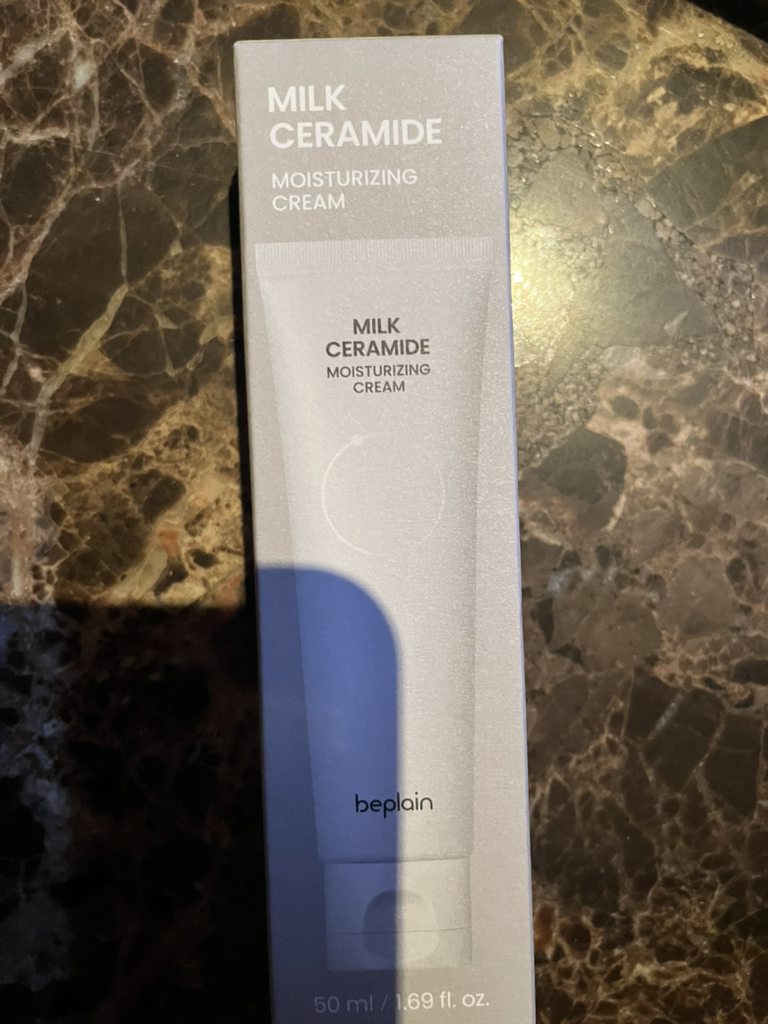 MILK
CERAMIDE
MOISTURIZING
CREAM
MILK
CERAMIDE
MOISTURIZING
CREAM
beplain
50 ml / 1.69 fl. oz.